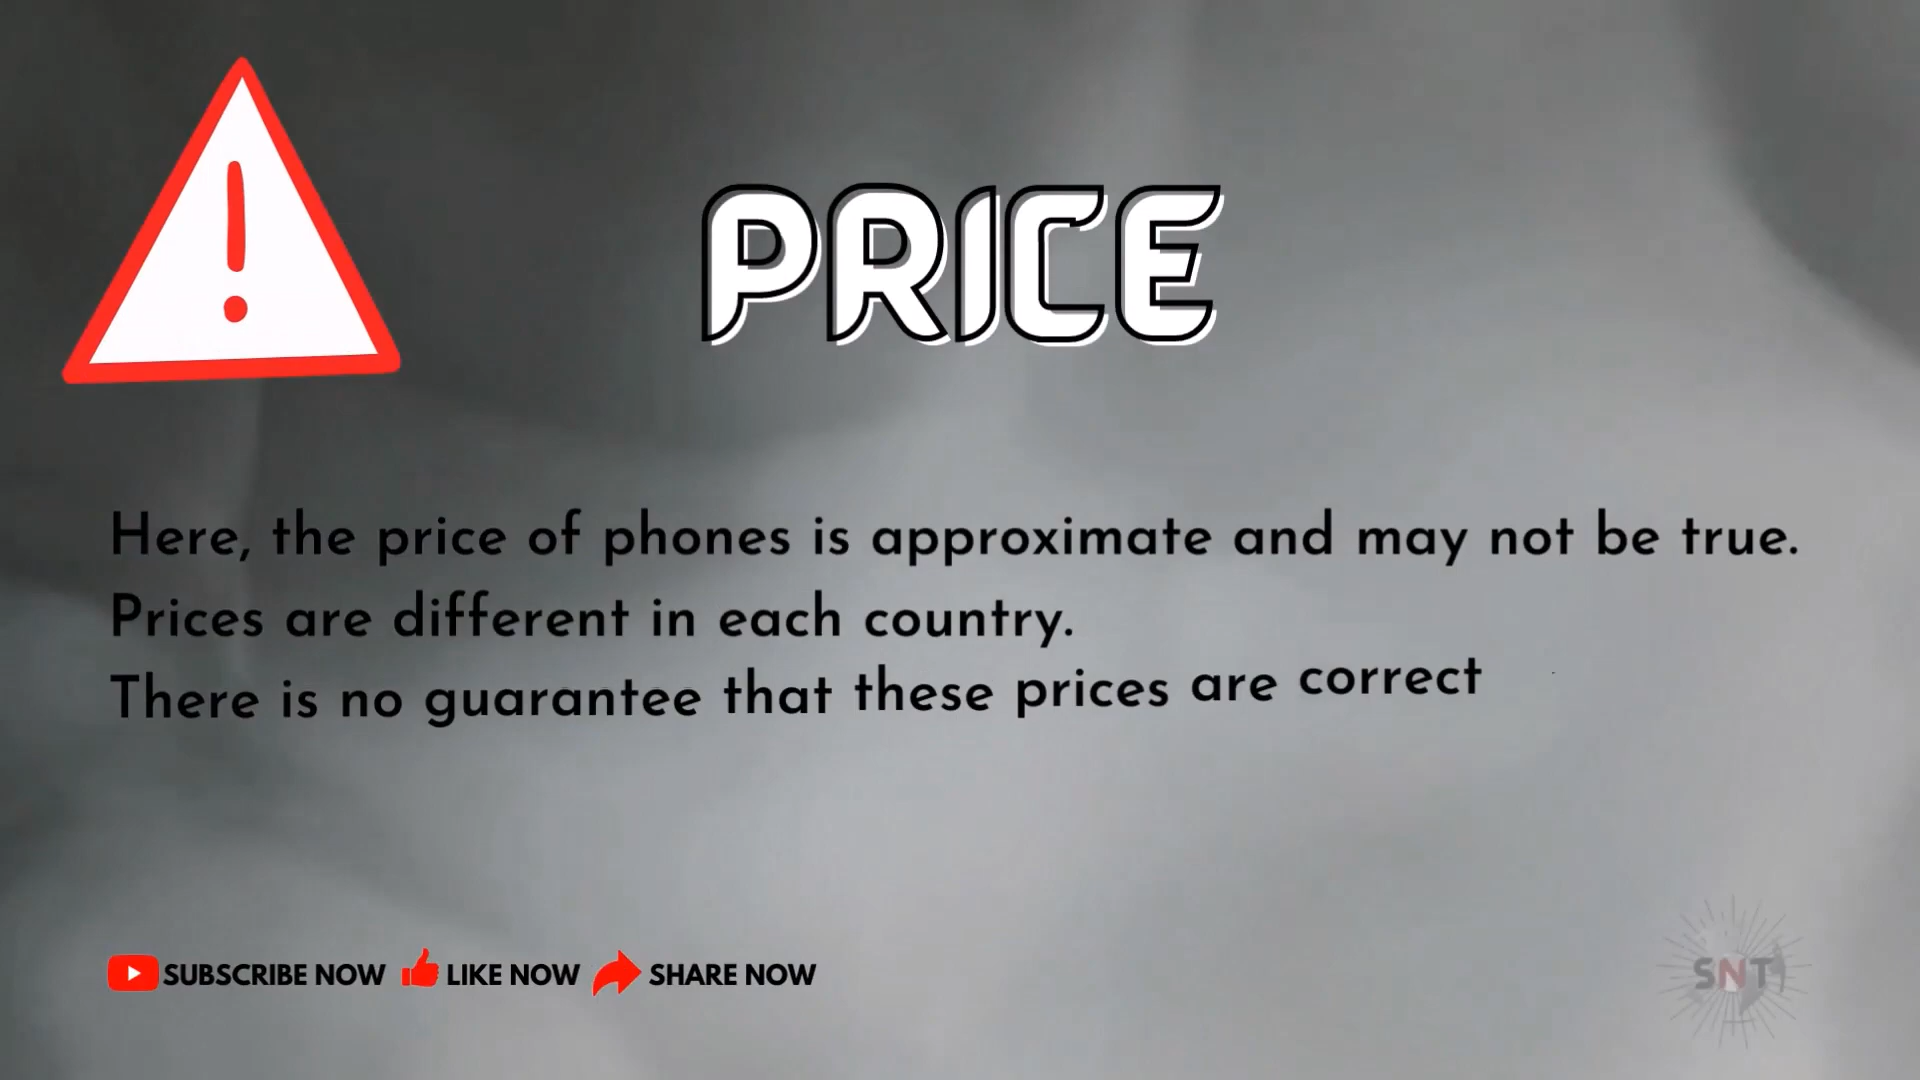 PRICE
Here, the price of phones is approximate and may not be true.
Prices are different in each country.
There is no guarantee that these prices are correct
SUBSCRIBE NOW LIKE NOW SHARE NOW
SNT